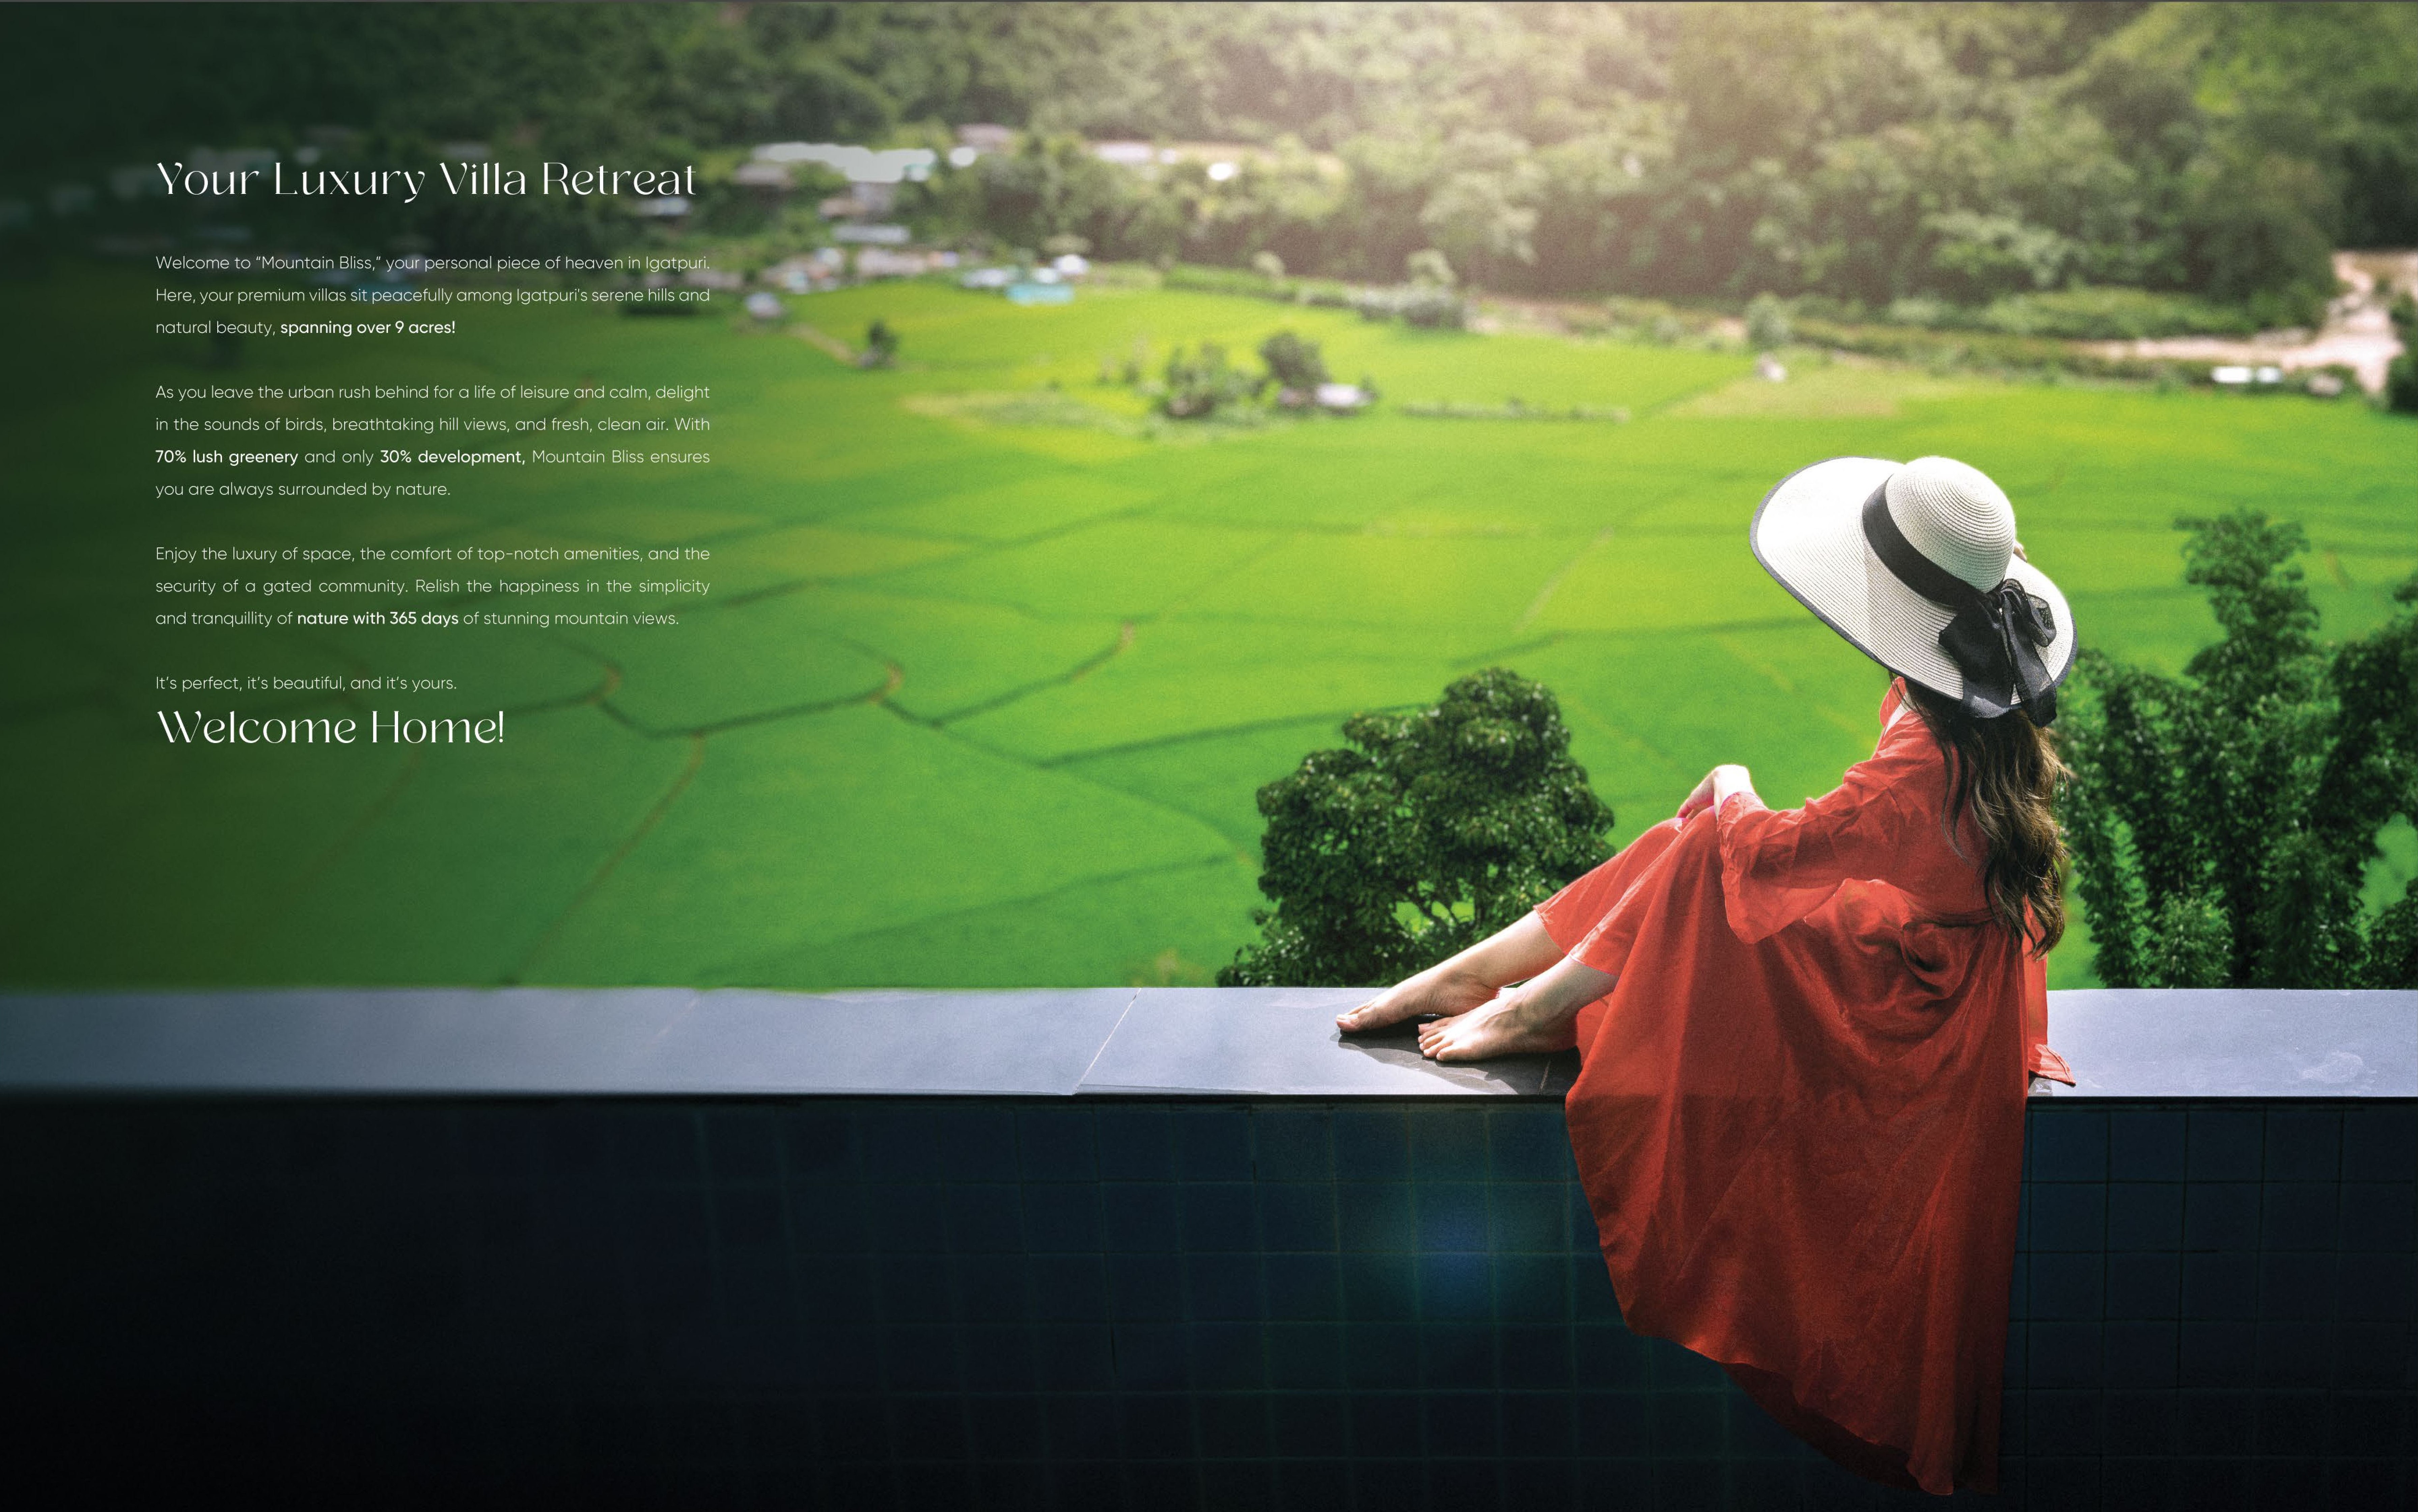 Your Luxury Villa Retreat
Welcome to “Mountain Bliss,” your personal piece of heaven in Igatpuri.
Here, your premium villas sit peacefully among Igatpuri’s serene hills and
natural beauty, spanning over 9 acres!
As you leave the urban rush behind for a life of leisure and calm, delight
in the sounds of birds, breathtaking hill views, and fresh, clean air. With
70% lush greenery and only 30% development, Mountain Bliss ensures
you are always surrounded by nature.
Enjoy the luxury of space, the comfort of top-notch amenities, and the
security of a gated community. Relish the happiness in the simplicity
and tranquillity of nature with 365 days of stunning mountain views.
It’s perfect, it’s beautiful, and it’s yours.
Welcome Home!